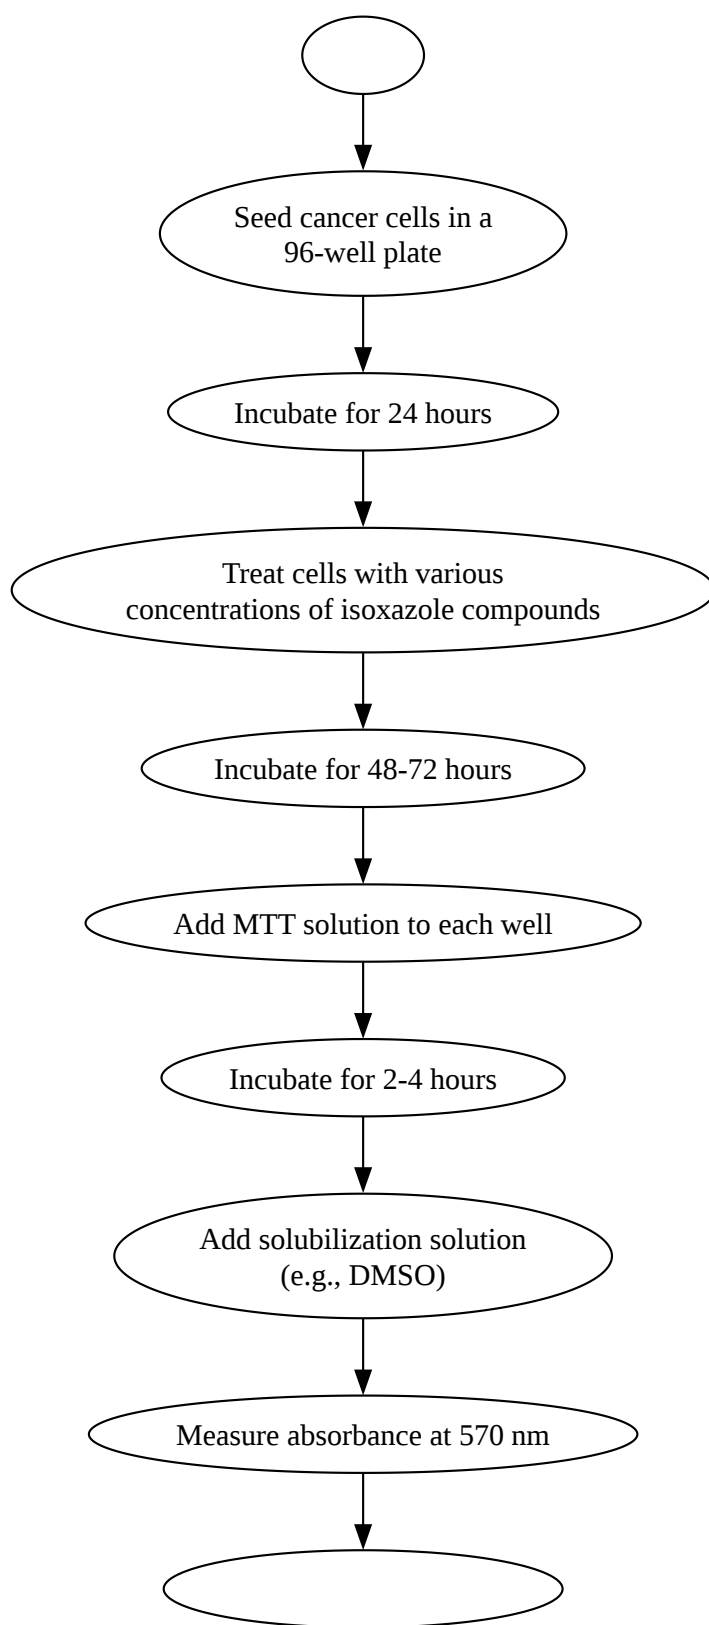 Seed cancer cells in a
96-well plate
Incubate for 24 hours
Treat cells with various
concentrations of isoxazole compounds
Incubate for 48-72 hours
Add MTT solution to each well
Incubate for 2-4 hours
Add solubilization solution
(e.g., DMSO)
Measure absorbance at 570 nm